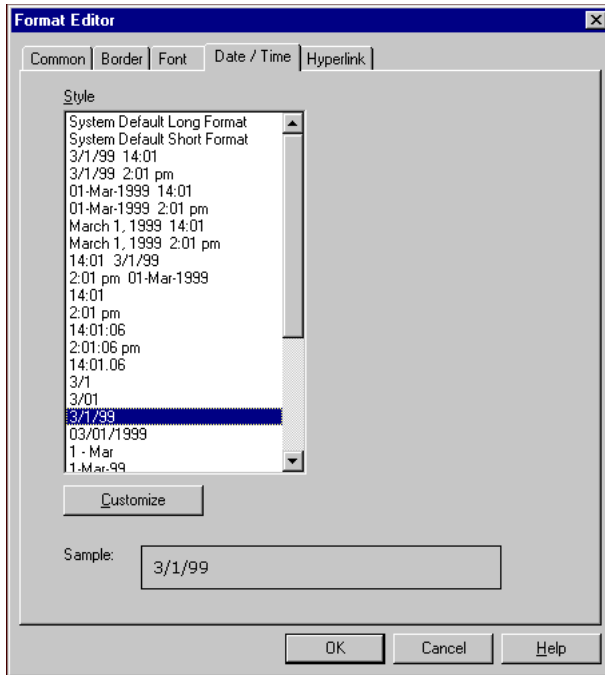 Format Editor
Common Border Font Date / Time Hyperlink
Style
System Default Long Format
System Default Short Format
3/1/99 14:01
3/1/99 2:01 pm
01-Mar-1999 14:01
01-Mar-1999 2:01 pm
March 1, 1999 14:01
March 1, 1999 2:01 pm
14:01 3/1/99
2:01 pm 01-Mar-1999
14:01
2:01 pm
14:01:06
2:01:06 pm
14:01.06
3/1
3/01
3/1/99
03/01/1999
1 - Mar
1-Mar-99
Customize
Sample:
3/1/99
OK Cancel Help